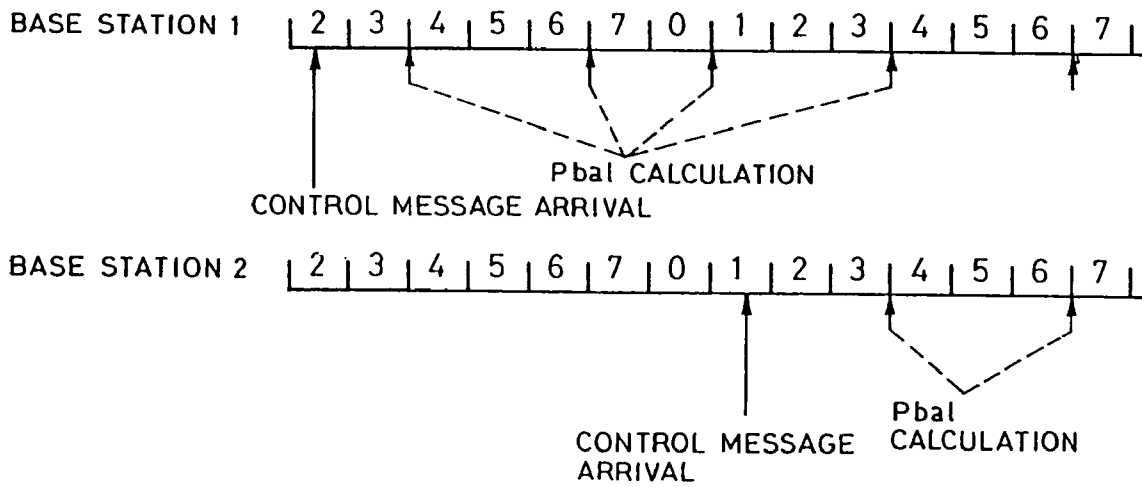 BASE STATION 1 2 3 4 5 6 7 0 1 2 3 4 5 6 7
Pbal CALCULATION
CONTROL MESSAGE ARRIVAL
BASE STATION 2 2 3 4 5 6 7 0 1 2 3 4 5 6 7
CONTROL MESSAGE
ARRIVAL
Pbal
CALCULATION